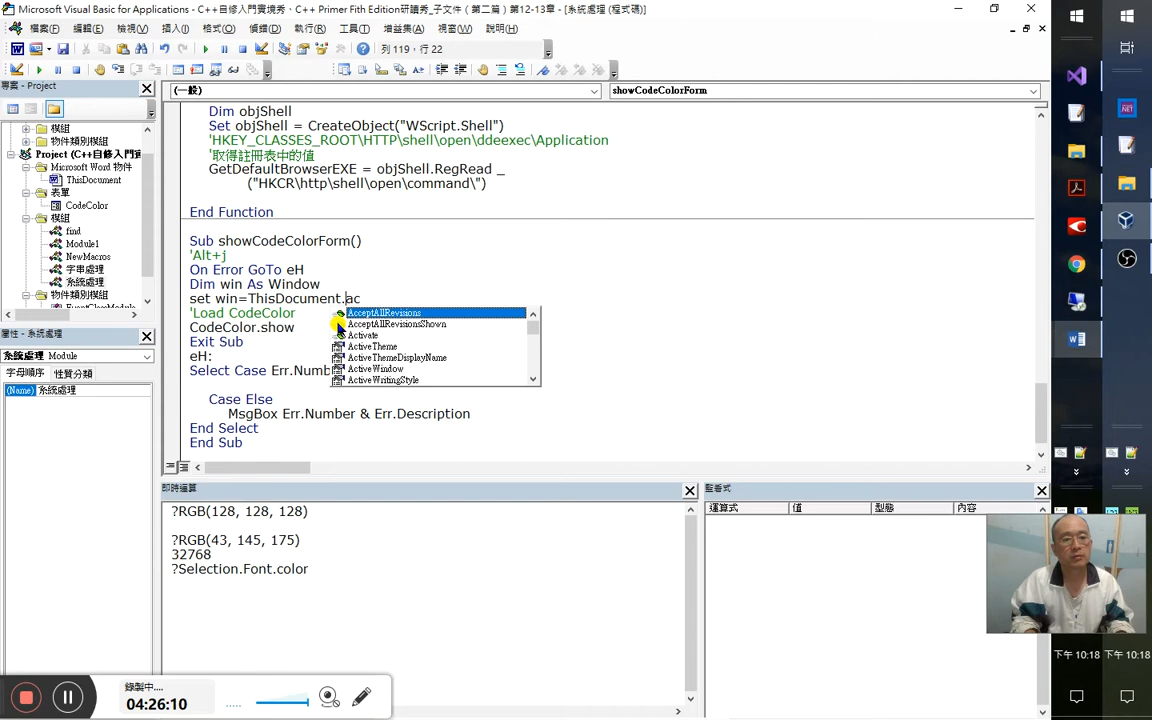 Microsoft Visual Basic for Applications - C++自修入門實境秀、C++ Primer Fifth Edition研讀秀_子文件 ( 第二篇 ) 第12-13章 - [系統處理 (程式碼)]
檔案(F) 編輯(E) 檢視(V) 插入(I) 格式(O) 偵錯(D) 執行(R) 工具(T) 增益集(A) 視窗(W) 說明(H)
列 119，行 22
專案 - Project
模組
物件類別模組
Project (C++自修入門實
Microsoft Word 物件
ThisDocument
表單
CodeColor
模組
find
Module1
NewMacros
字串處理
系統處理
物件類別模組
屬性 - 系統處理
系統處理 Module
字母順序 性質分類
(Name) 系統處理
(一般)
showCodeColorForm
Dim objShell
Set objShell = CreateObject("WScript.Shell")
'HKEY_CLASSES_ROOT\HTTP\shell\open\ddeexec\Application
'取得註冊表中的值
GetDefaultBrowserEXE = objShell.RegRead _
("HKCR\http\shell\open\command\")
End Function
Sub showCodeColorForm()
'Alt+j
On Error GoTo eH
Dim win As Window
set win=ThisDocument.ac
'Load CodeColor
CodeColor.show
Exit Sub
eH:
Select Case Err.Numb
Case Else
MsgBox Err.Number & Err.Description
End Select
End Sub
AcceptAllRevisions
AcceptAllRevisionsShown
Activate
ActiveTheme
ActiveThemeDisplayName
ActiveWindow
ActiveWritingStyle
即時運算
?RGB(128, 128, 128)
?RGB(43, 145, 175)
32768
?Selection.Font.color
監看式
運算式 值 型態 內容
錄製中....
04:26:10
下午 10:18
下午 10:18